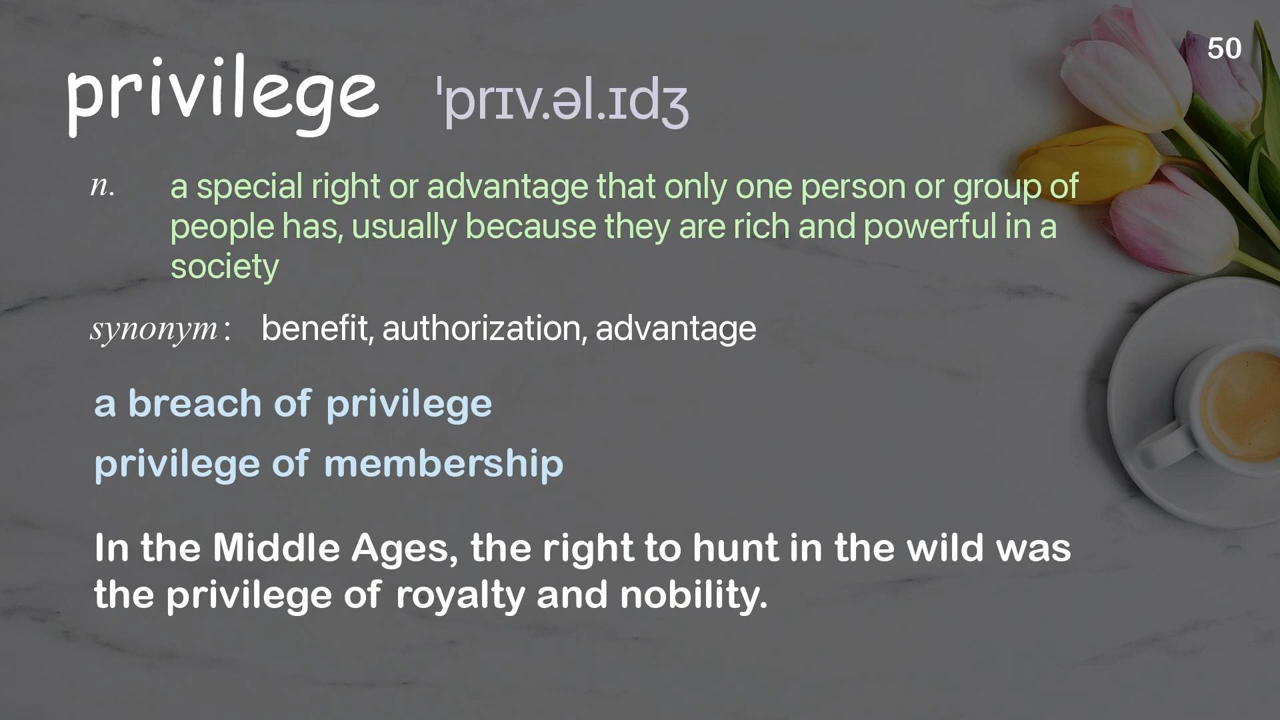 50
privilege ˈprɪv.əl.ɪdʒ
n. a special right or advantage that only one person or group of
people has, usually because they are rich and powerful in a
society
synonym: benefit, authorization, advantage
a breach of privilege
privilege of membership
In the Middle Ages, the right to hunt in the wild was
the privilege of royalty and nobility.